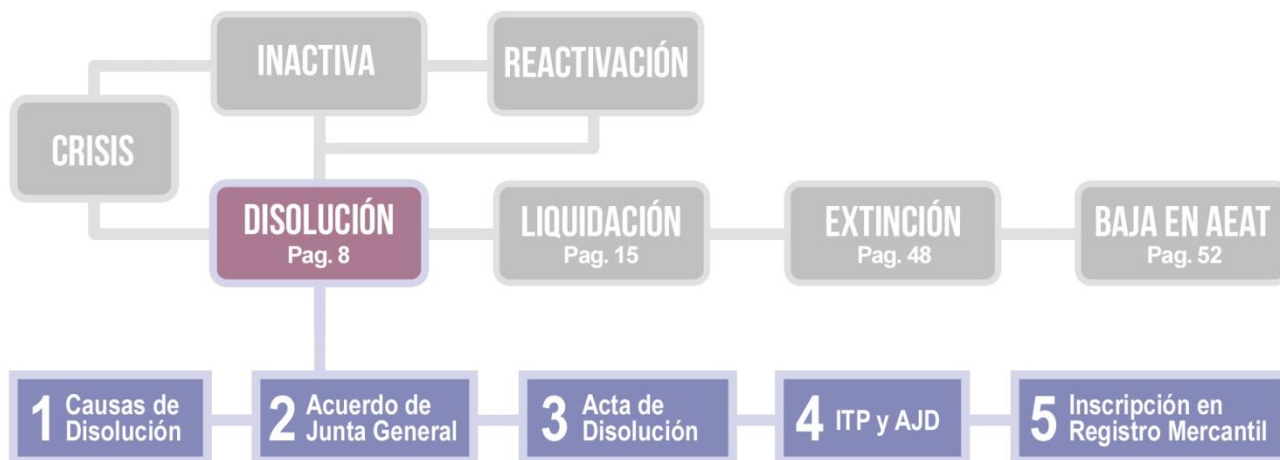 INACTIVA
REACTIVACIÓN
CRISIS
DISOLUCIÓN
Pag. 8
LIQUIDACIÓN
Pag. 15
EXTINCIÓN
Pag. 48
BAJA EN AEAT
Pag. 52
1 Causas de
Disolución
2 Acuerdo de
Junta General
3 Acta de
Disolución
4 ITP y AJD
5 Inscripción en
Registro Mercantil